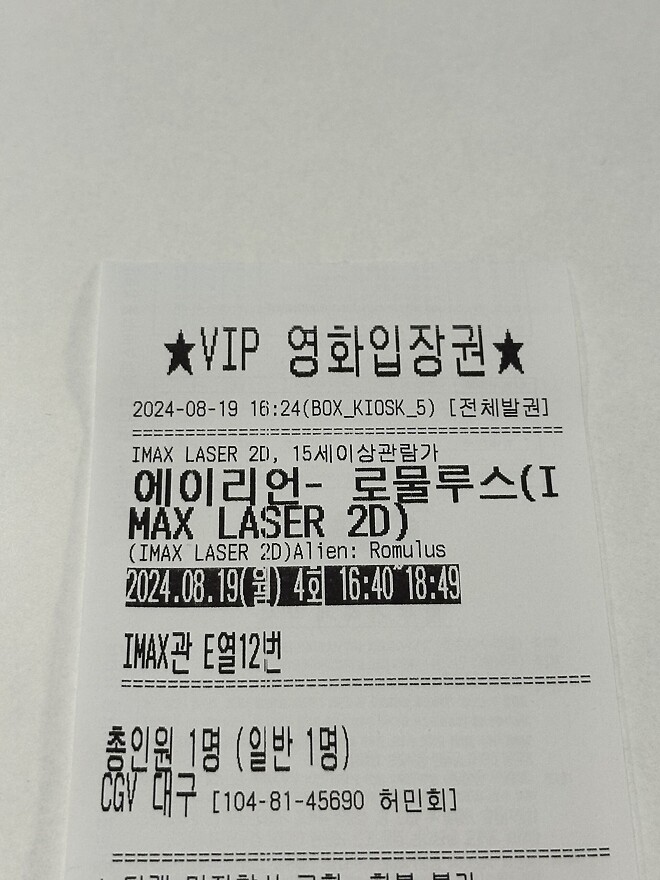 ★VIP 영화입장권★
2024-08-19 16:24(BOX_KIOSK_5) [전체발권]
IMAX LASER 2D, 15세이상관람가
에이리언- 로물루스(I
MAX LASER 2D)
(IMAX LASER 2D)Alien: Romulus
2024.08.19(월) 4회 16:40~18:49
IMAX관 E열12번
총인원 1명 (일반 1명)
CGV 대구 [104-81-45690 허민회]